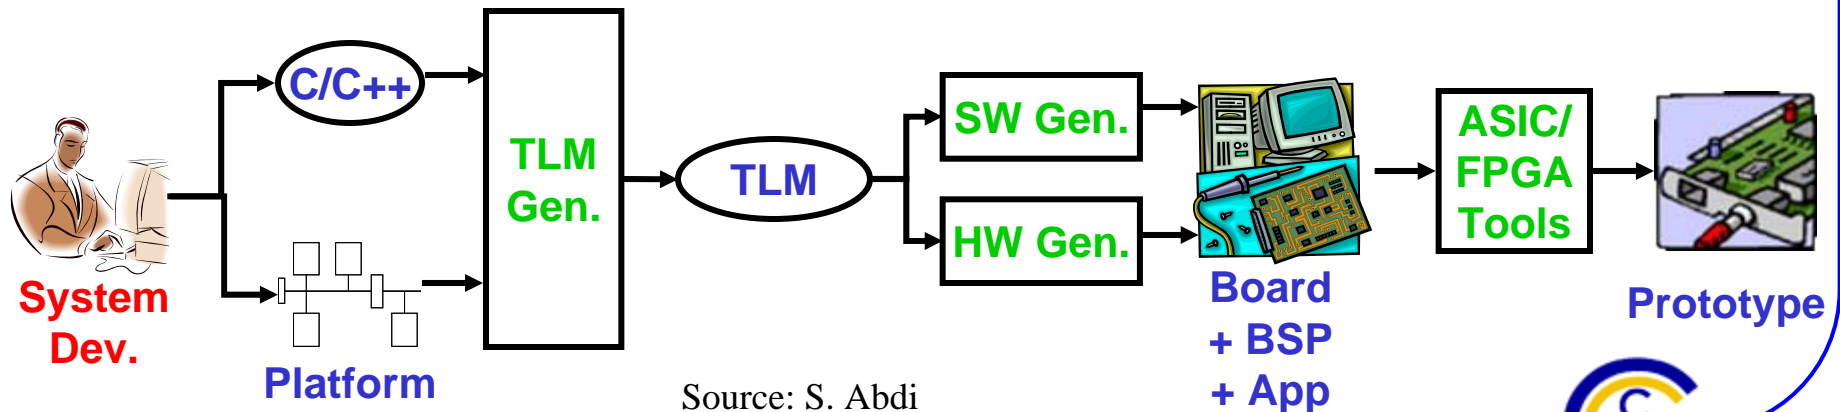 System
Dev.
C/C++
Platform
TLM
Gen.
TLM
SW Gen.
HW Gen.
Board
+ BSP
+ App
ASIC/
FPGA
Tools
Prototype
Source: S. Abdi
C